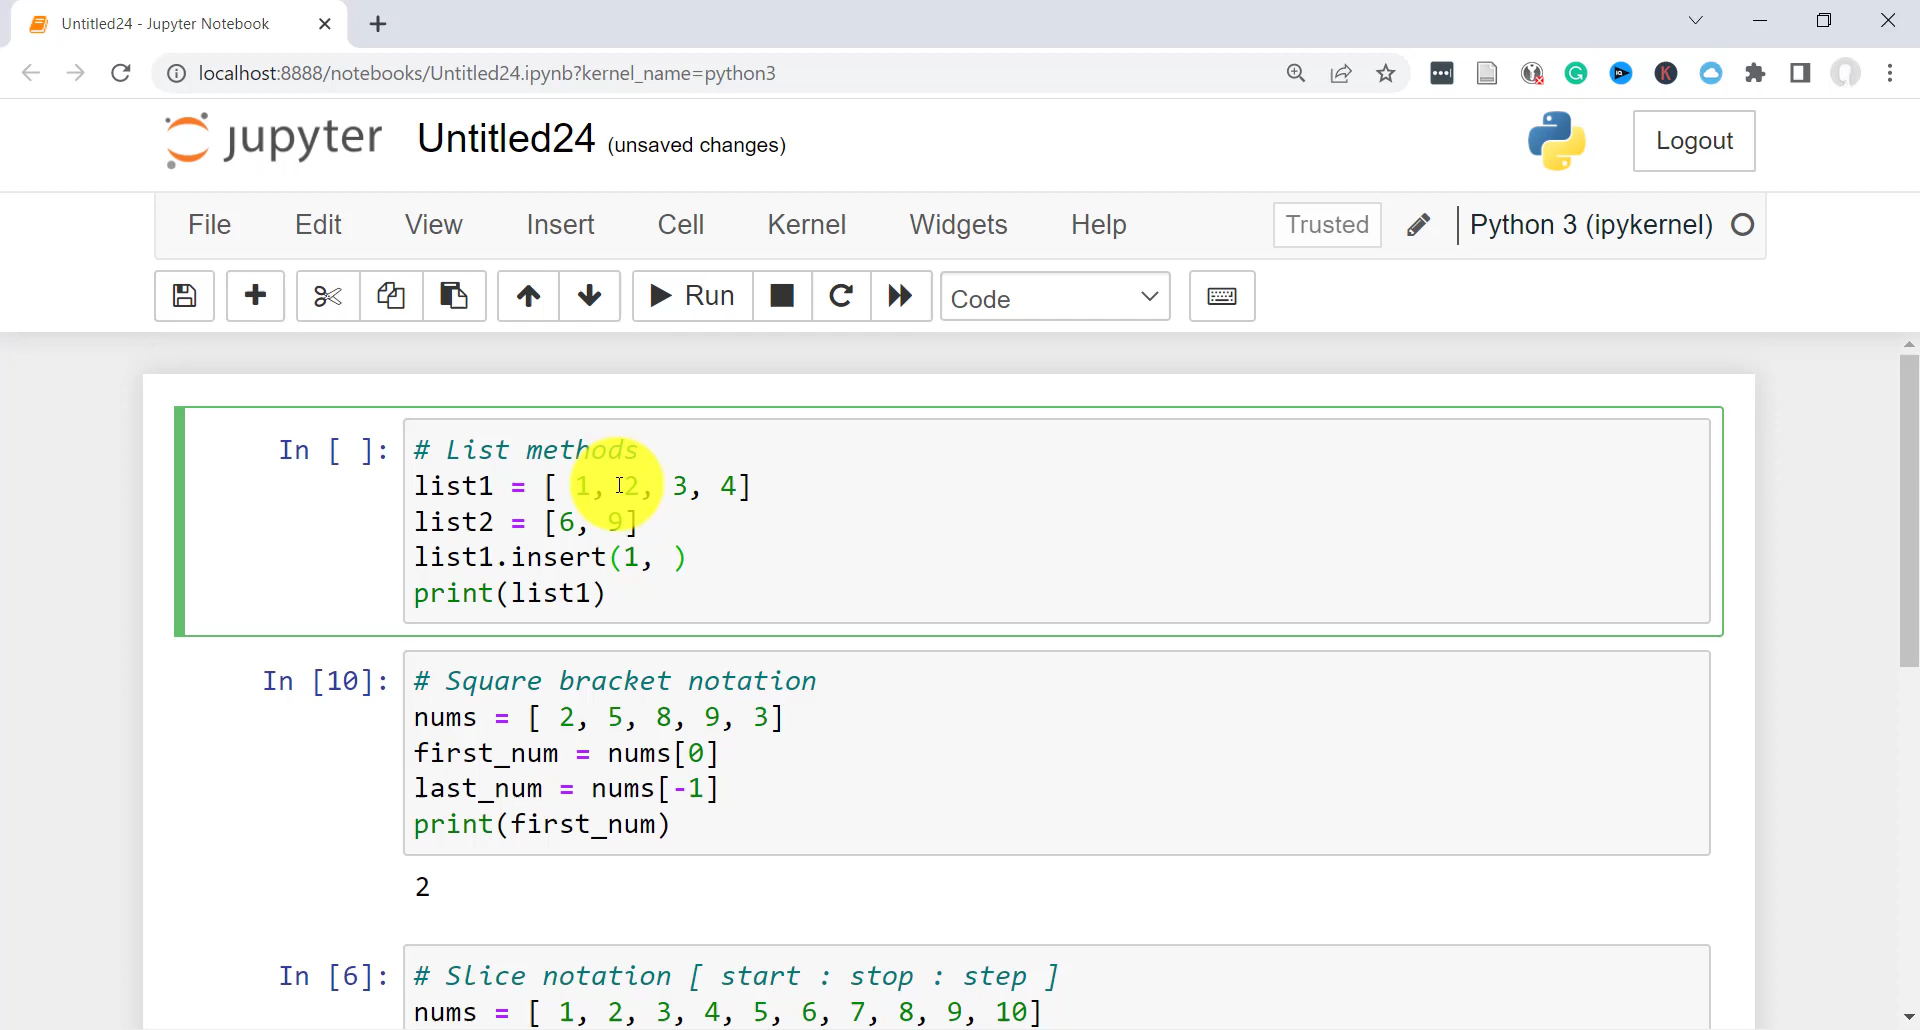 Untitled24 - Jupyter Notebook
localhost:8888/notebooks/Untitled24.ipynb?kernel_name=python3
jupyter Untitled24 (unsaved changes)
Logout
File Edit View Insert Cell Kernel Widgets Help Trusted Python 3 (ipykernel)
Run Code
In [ ]: # List methods
list1 = [ 1, 2, 3, 4]
list2 = [6, 9]
list1.insert(1, )
print(list1)
In [10]: # Square bracket notation
nums = [ 2, 5, 8, 9, 3]
first_num = nums[0]
last_num = nums[-1]
print(first_num)
2
In [6]: # Slice notation [ start : stop : step ]
nums = [ 1, 2, 3, 4, 5, 6, 7, 8, 9, 10]